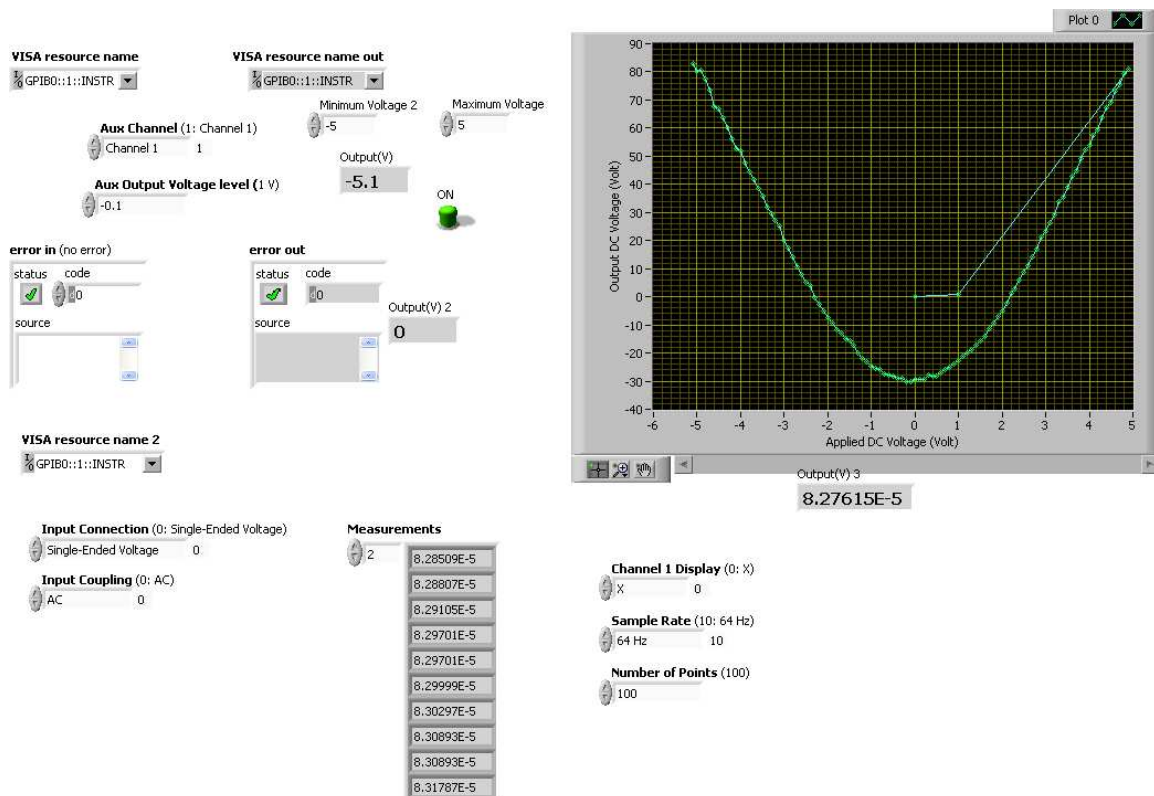 Plot 0
VISA resource name
I/O GPIB0::1::INSTR
VISA resource name out
I/O GPIB0::1::INSTR
Minimum Voltage 2
-5
Maximum Voltage
5
Aux Channel (1: Channel 1)
Channel 1 1
Output(V)
-5.1
Aux Output Voltage level (1 V)
-0.1
ON
error in (no error)
status code
0
source
error out
status code
0
source
Output(V) 2
0
Output DC Voltage (Volt)
90
80
70
60
50
40
30
20
10
0
-10
-20
-30
-40
-6 -5 -4 -3 -2 -1 0 1 2 3 4 5
Applied DC Voltage (Volt)
Output(V) 3
8.27615E-5
VISA resource name 2
I/O GPIB0::1::INSTR
Input Connection (0: Single-Ended Voltage)
Single-Ended Voltage 0
Input Coupling (0: AC)
AC 0
Measurements
2
8.28509E-5
8.28807E-5
8.29105E-5
8.29701E-5
8.29701E-5
8.29999E-5
8.30297E-5
8.30893E-5
8.30893E-5
8.31787E-5
Channel 1 Display (0: X)
X 0
Sample Rate (10: 64 Hz)
64 Hz 10
Number of Points (100)
100